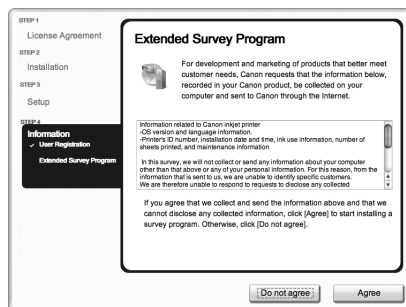 STEP 1
License Agreement
STEP 2
Installation
STEP 3
Setup
STEP 4
Information
User Registration
Extended Survey Program
Extended Survey Program
For development and marketing of products that better meet
customer needs, Canon requests that the information below,
recorded in your Canon product, be collected on your
computer and sent to Canon through the Internet.
Information related to Canon inkjet printer
-OS version and language information.
-Printer's ID number, installation date and time, ink use information, number of
sheets printed, and maintenance information
In this survey, we will not collect or send any information about your computer
other than that above or any of your personal information. For this reason, from the
information that is sent to us, we are unable to identify specific customers.
We are therefore unable to respond to requests to disclose any collected
If you agree that we collect and send the information above and that we
cannot disclose any collected information, click [Agree] to start installing a
survey program. Otherwise, click [Do not agree].
Do not agree
Agree